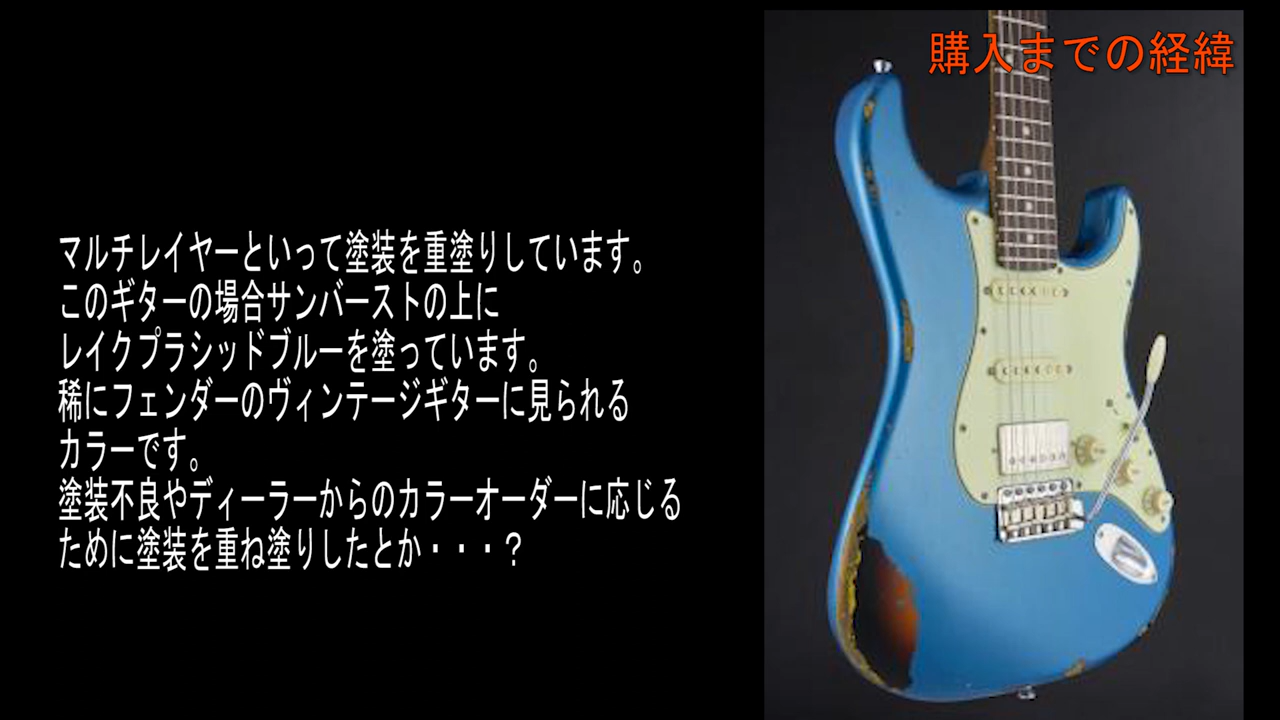 購入までの経緯
マルチレイヤーといって塗装を重塗りしています。
このギターの場合サンバーストの上に
レイクプラシッドブルーを塗っています。
稀にフェンダーのヴィンテージギターに見られる
カラーです。
塗装不良やディーラーからのカラーオーダーに応じる
ために塗装を重ね塗りしたとか・・・？